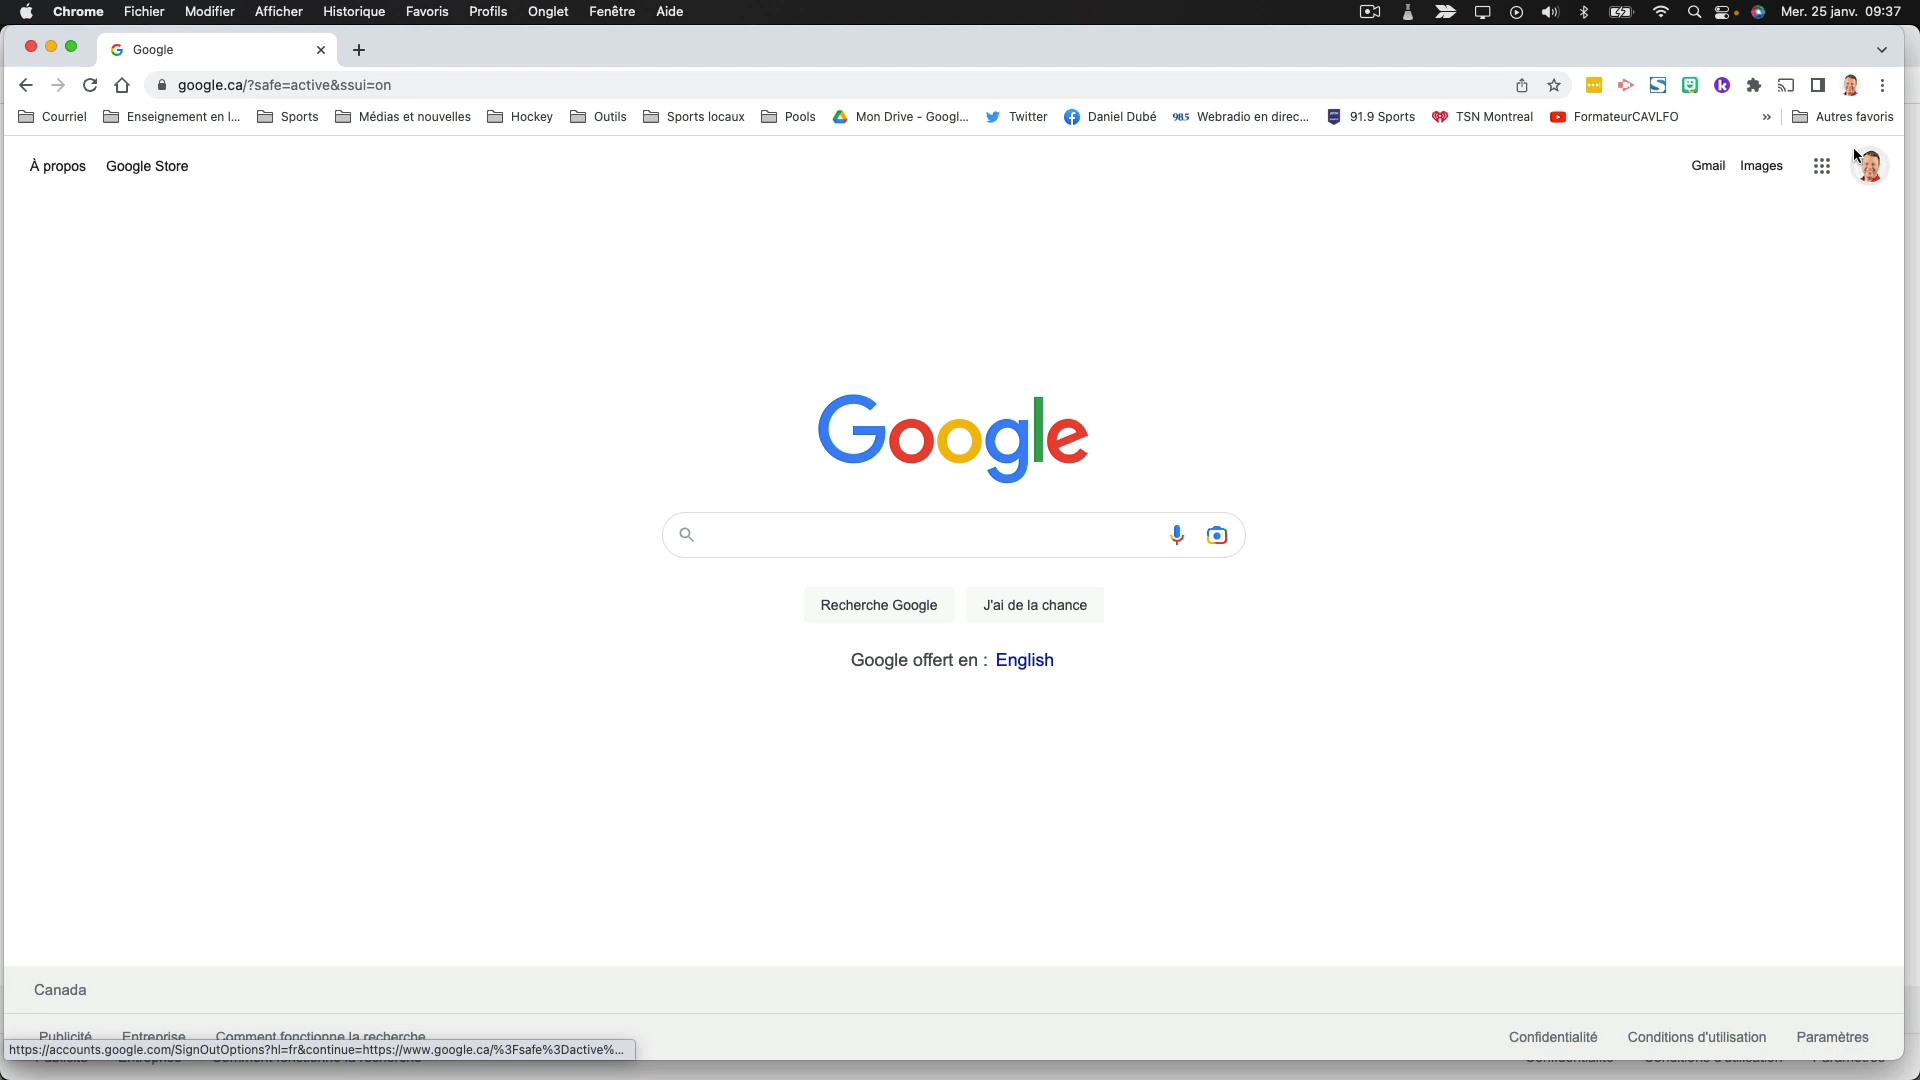 Chrome Fichier Modifier Afficher Historique Favoris Profils Onglet Fenêtre Aide Mer. 25 janv. 09:37
Google
google.ca/?safe=active&ssui=on
Courriel Enseignement en l... Sports Médias et nouvelles Hockey Outils Sports locaux Pools Mon Drive - Googl... Twitter Daniel Dubé 98.5 Webradio en direc... 91.9 Sports TSN Montreal FormateurCAVLFO » Autres favoris
À propos Google Store Gmail Images
Google
Recherche Google J'ai de la chance
Google offert en : English
Canada
Publicité Entreprise Comment fonctionne la recherche Confidentialité Conditions d'utilisation Paramètres
https://accounts.google.com/SignOutOptions?hl=fr&continue=https://www.google.ca/%3Fsafe%3Dactive%...